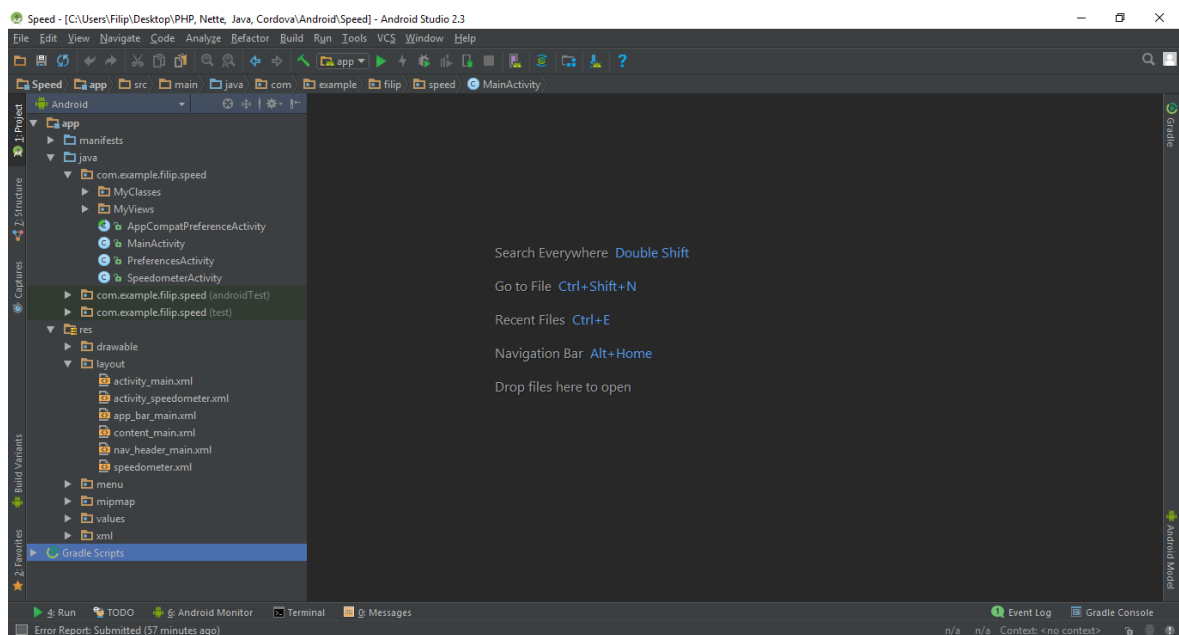 Speed - [C:\Users\Filip\Desktop\PHP, Nette, Java, Cordova\Android\Speed] - Android Studio 2.3
File Edit View Navigate Code Analyze Refactor Build Run Tools VCS Window Help
app
Speed app src main java com example filip speed MainActivity
1: Project
Z: Structure
Captures
Build Variants
2: Favorites
Android
app
manifests
java
com.example.filip.speed
MyClasses
MyViews
AppCompatPreferenceActivity
MainActivity
PreferencesActivity
SpeedometerActivity
com.example.filip.speed (androidTest)
com.example.filip.speed (test)
res
drawable
layout
activity_main.xml
activity_speedometer.xml
app_bar_main.xml
content_main.xml
nav_header_main.xml
speedometer.xml
menu
mipmap
values
xml
Gradle Scripts
Search Everywhere Double Shift
Go to File Ctrl+Shift+N
Recent Files Ctrl+E
Navigation Bar Alt+Home
Drop files here to open
Gradle
Android Model
4: Run TODO 6: Android Monitor Terminal 0: Messages 1 Event Log Gradle Console
Error Report: Submitted (57 minutes ago) n/a n/a Context: <no context>